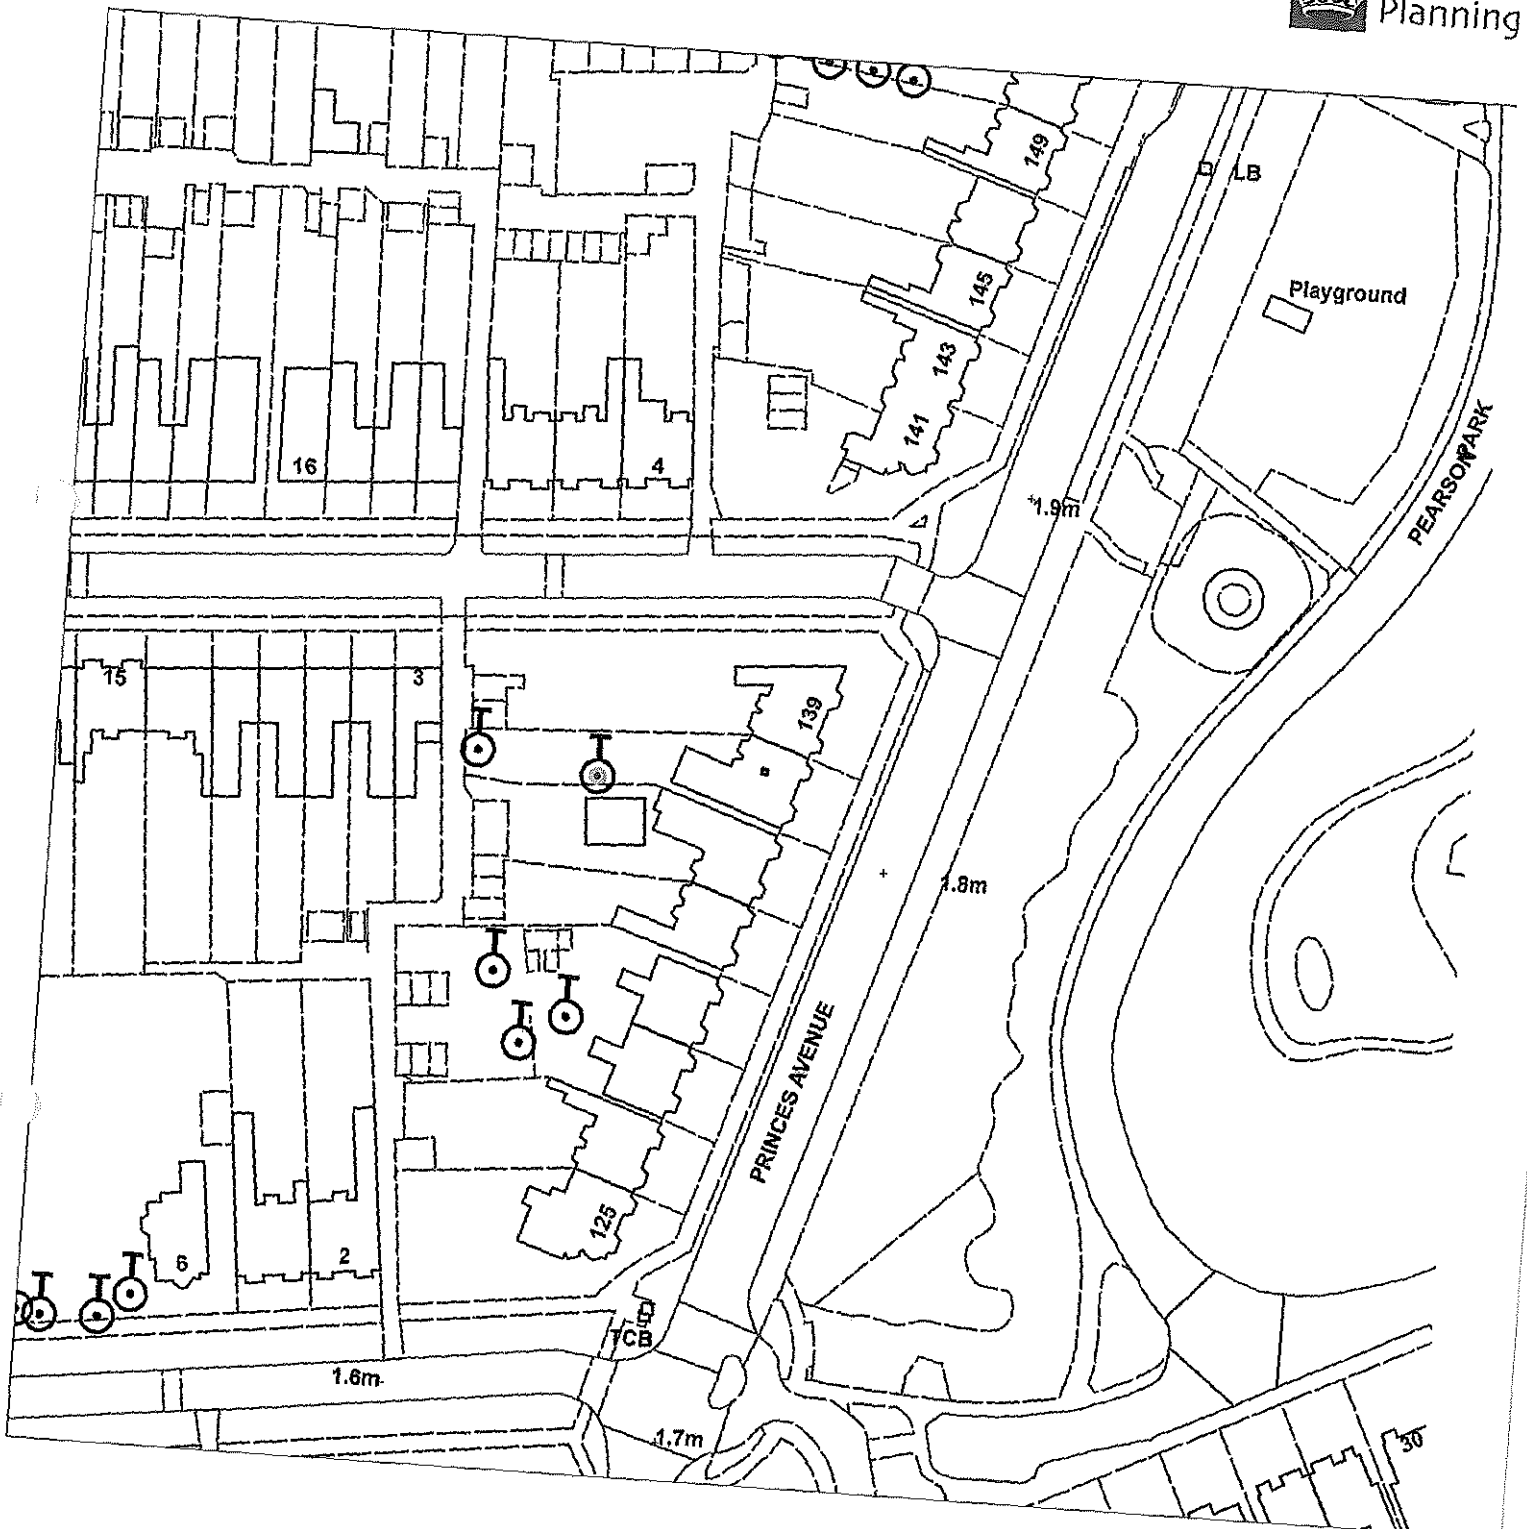 Planning
149
LB
145
Playground
143
141
PEARSON PARK
16
4
1.9m
15
3
139
1.8m
PRINCES AVENUE
125
6
2
TCB
1.6m
1.7m
30
T
T
T
T
T
T
T
T